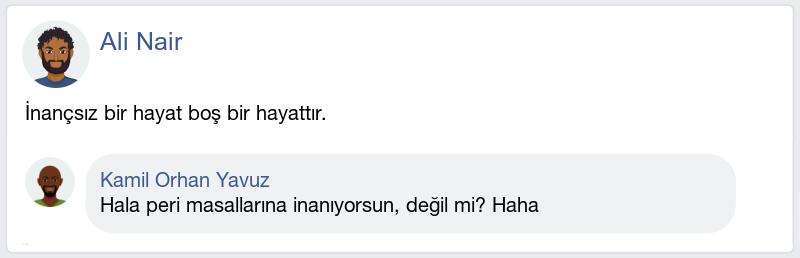 Ali Nair
İnançsız bir hayat boş bir hayattır.
Kamil Orhan Yavuz
Hala peri masallarına inanıyorsun, değil mi? Haha